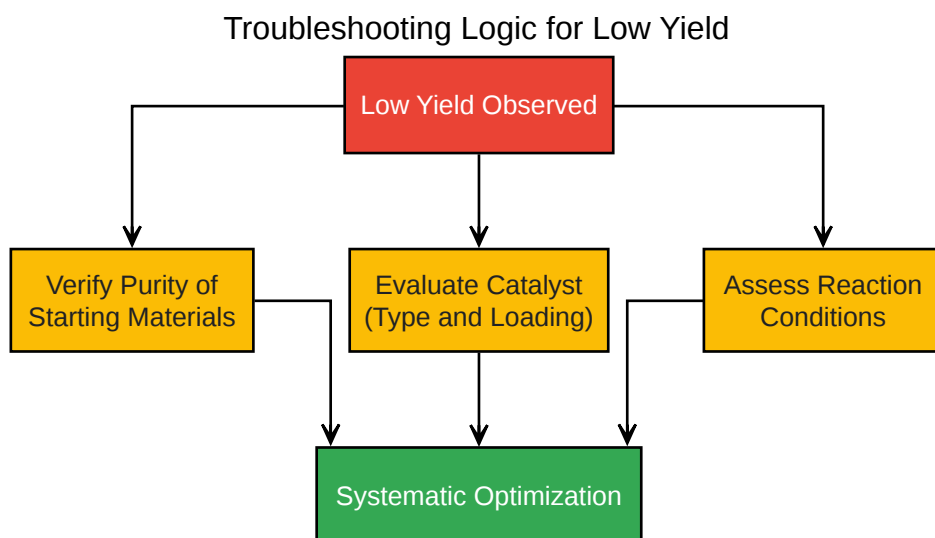 Troubleshooting Logic for Low Yield
Low Yield Observed
Verify Purity of
Starting Materials
Evaluate Catalyst
(Type and Loading)
Assess Reaction
Conditions
Systematic Optimization